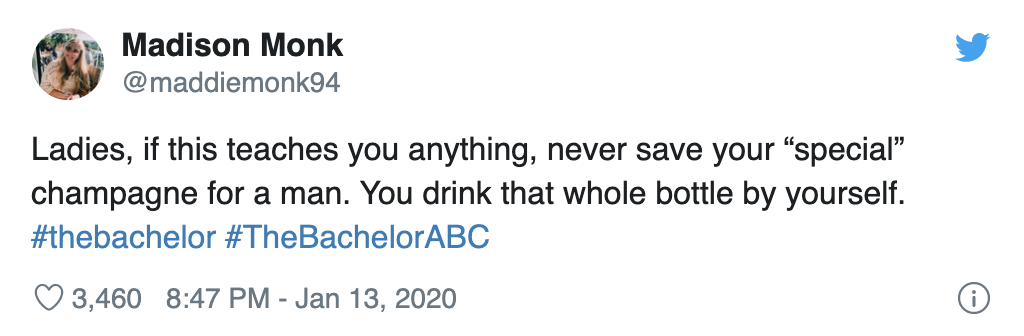 Madison Monk
@maddiemonk94
Ladies, if this teaches you anything, never save your “special”
champagne for a man. You drink that whole bottle by yourself.
#thebachelor #TheBachelorABC
3,460 8:47 PM - Jan 13, 2020